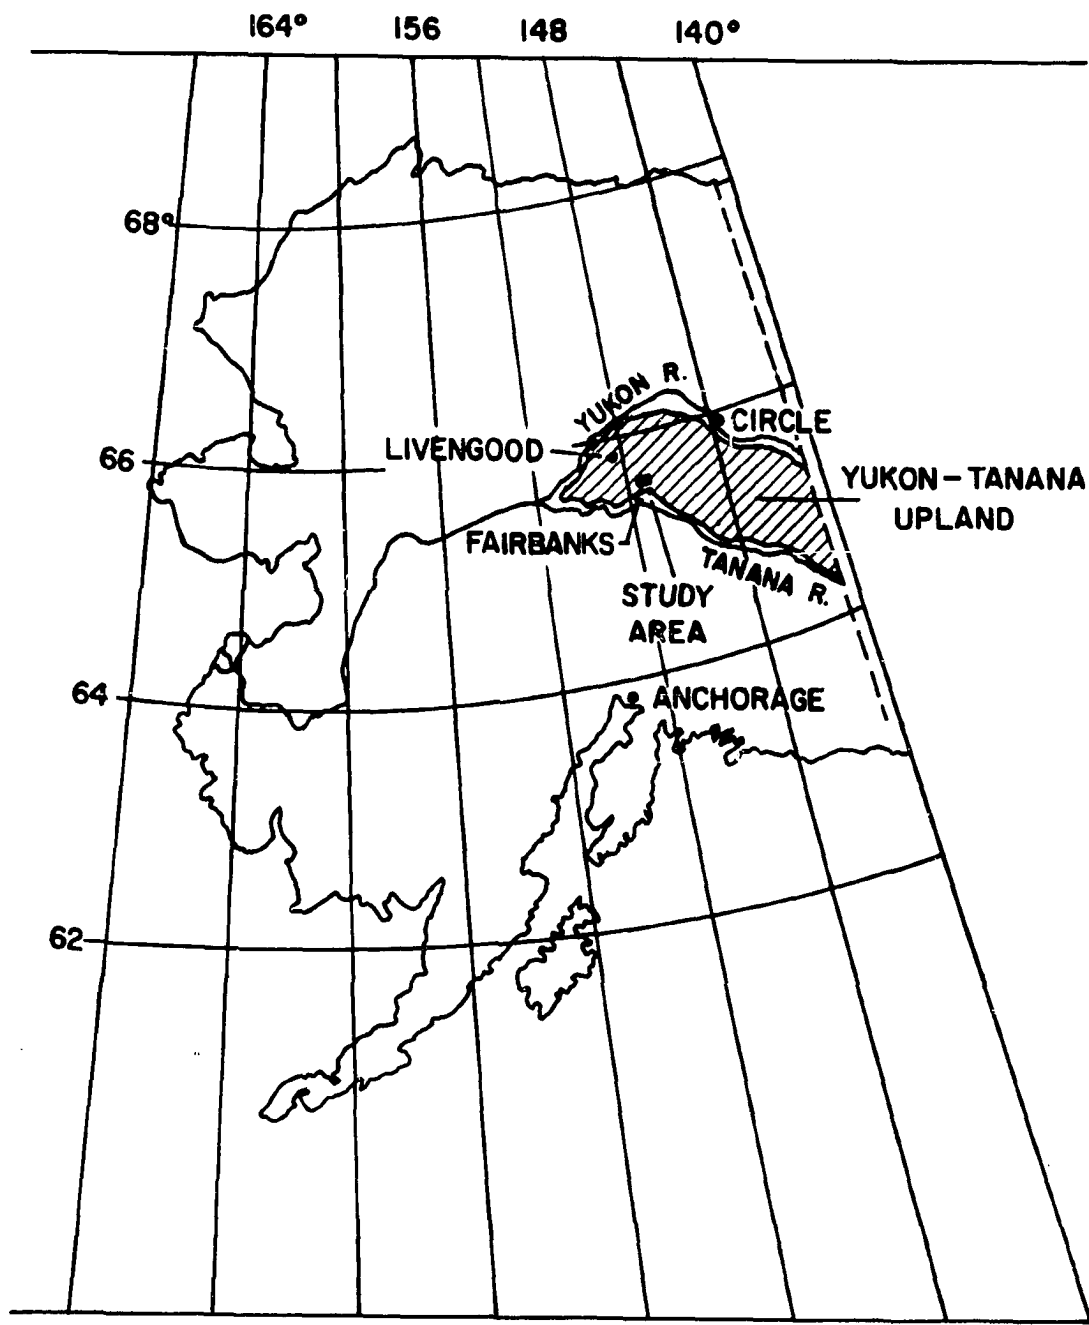 164° 156 148 140°
68°
YUKON R.
CIRCLE
LIVENGOOD
66
YUKON-TANANA
UPLAND
FAIRBANKS
TANANA R.
STUDY
AREA
64
ANCHORAGE
62